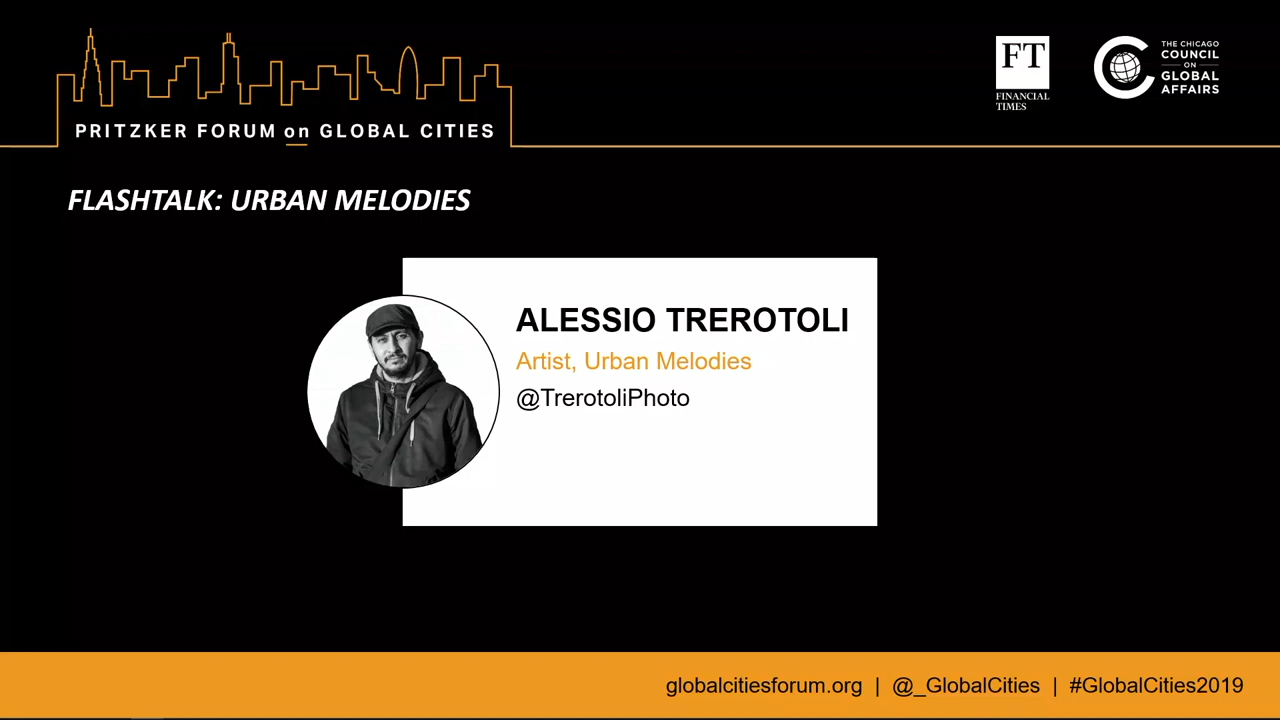 PRITZKER FORUM on GLOBAL CITIES
FT
FINANCIAL
TIMES
THE CHICAGO
COUNCIL
ON
GLOBAL
AFFAIRS
FLASHTALK: URBAN MELODIES
ALESSIO TREROTOLI
Artist, Urban Melodies
@TrerotoliPhoto
globalcitiesforum.org | @_GlobalCities | #GlobalCities2019